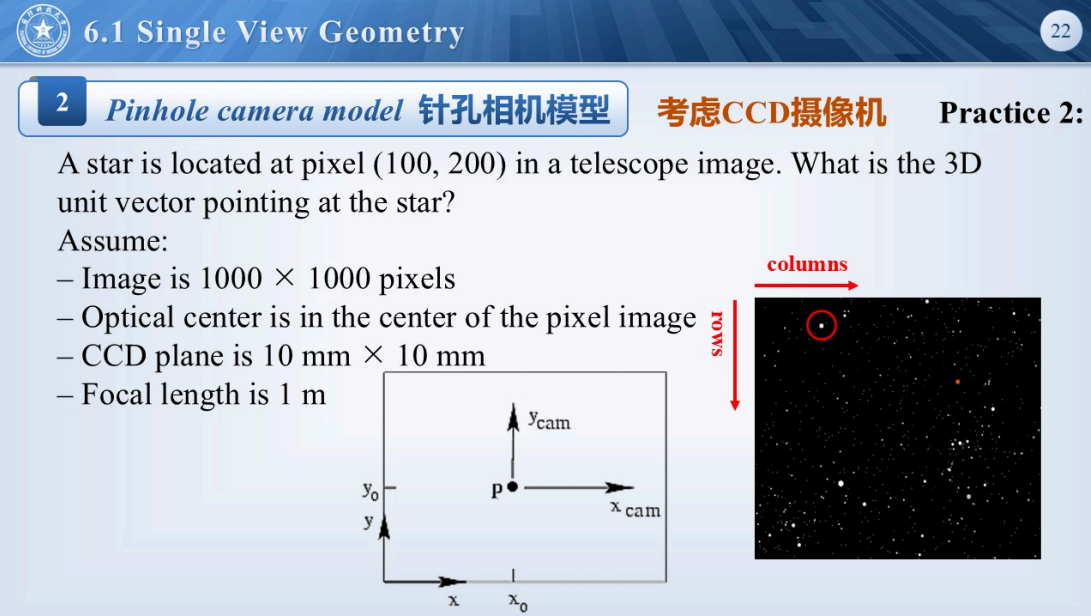 6.1 Single View Geometry
22
2 Pinhole camera model 针孔相机模型 考虑CCD摄像机 Practice 2:
A star is located at pixel (100, 200) in a telescope image. What is the 3D
unit vector pointing at the star?
Assume:
– Image is 1000 × 1000 pixels
– Optical center is in the center of the pixel image
– CCD plane is 10 mm × 10 mm
– Focal length is 1 m
columns
rows
ycam
y0
p
x cam
y
x
x0